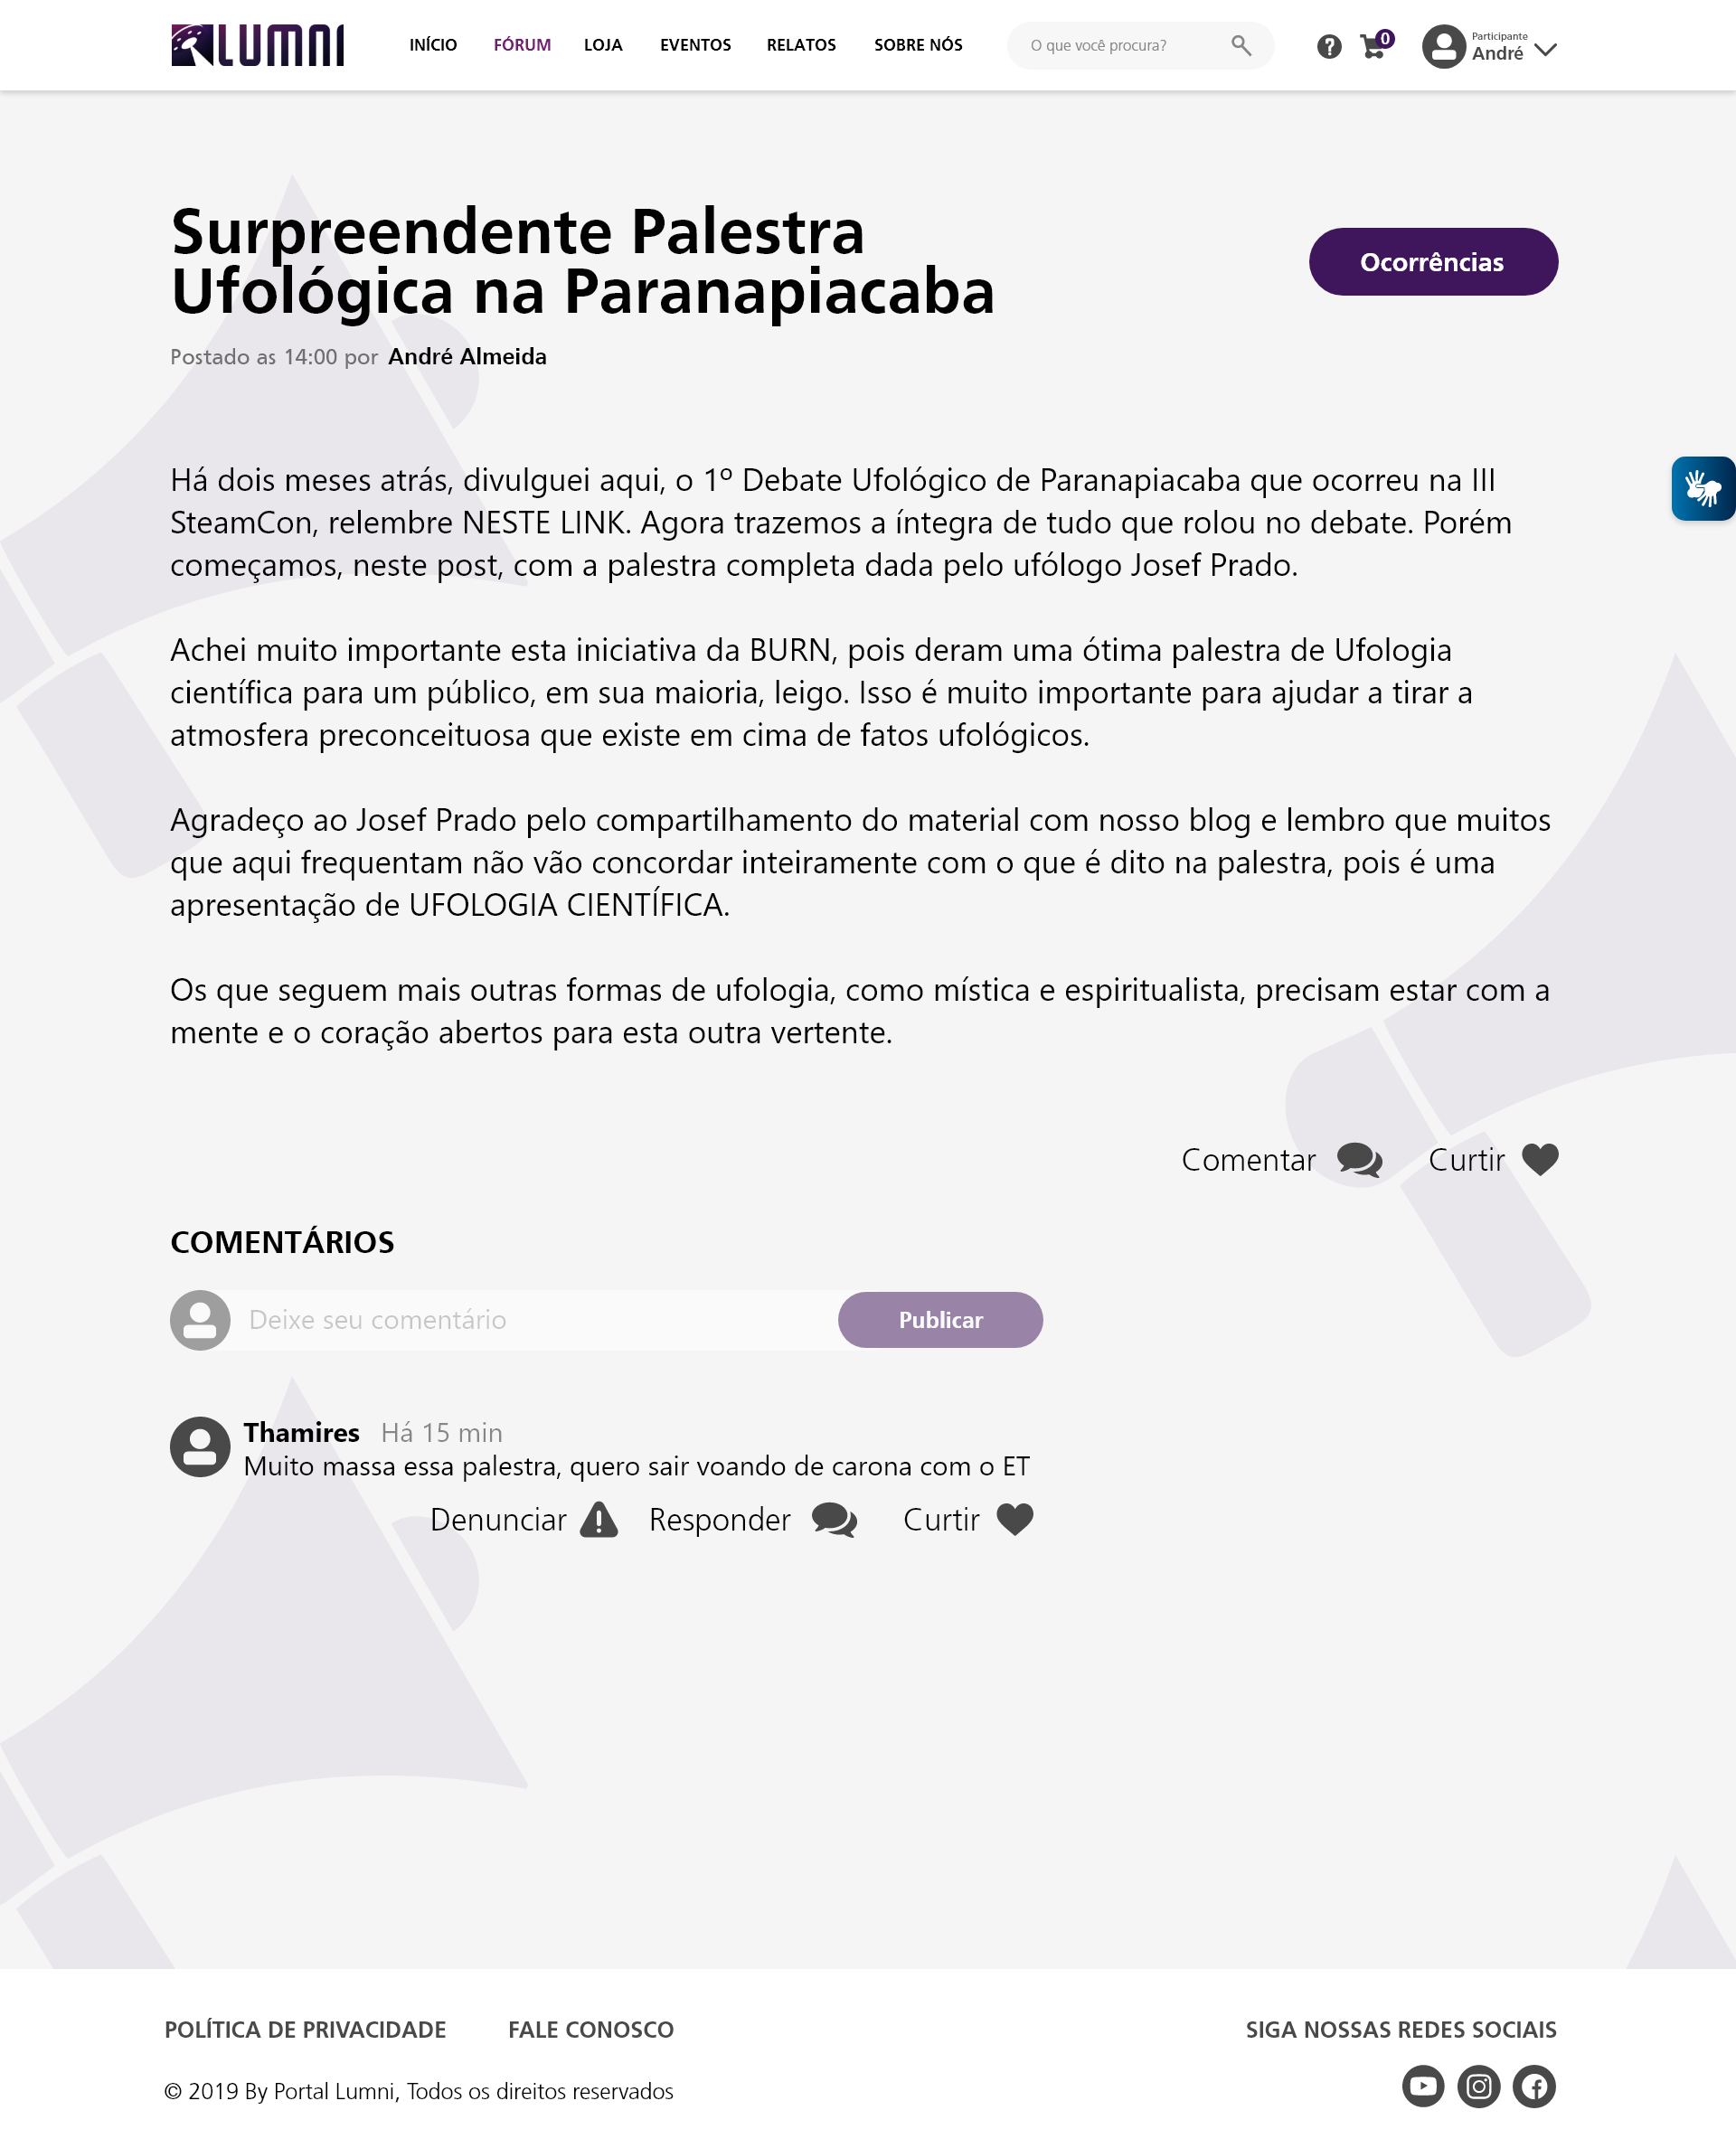 LUMNI
INÍCIO FÓRUM LOJA EVENTOS RELATOS SOBRE NÓS
O que você procura?
0
Participante
André
Surpreendente Palestra
Ufológica na Paranapiacaba
Ocorrências
Postado as 14:00 por André Almeida
Há dois meses atrás, divulguei aqui, o 1º Debate Ufológico de Paranapiacaba que ocorreu na III
SteamCon, relembre NESTE LINK. Agora trazemos a íntegra de tudo que rolou no debate. Porém
começamos, neste post, com a palestra completa dada pelo ufólogo Josef Prado.
Achei muito importante esta iniciativa da BURN, pois deram uma ótima palestra de Ufologia
científica para um público, em sua maioria, leigo. Isso é muito importante para ajudar a tirar a
atmosfera preconceituosa que existe em cima de fatos ufológicos.
Agradeço ao Josef Prado pelo compartilhamento do material com nosso blog e lembro que muitos
que aqui frequentam não vão concordar inteiramente com o que é dito na palestra, pois é uma
apresentação de UFOLOGIA CIENTÍFICA.
Os que seguem mais outras formas de ufologia, como mística e espiritualista, precisam estar com a
mente e o coração abertos para esta outra vertente.
Comentar Curtir
COMENTÁRIOS
Deixe seu comentário Publicar
Thamires Há 15 min
Muito massa essa palestra, quero sair voando de carona com o ET
Denunciar Responder Curtir
POLÍTICA DE PRIVACIDADE FALE CONOSCO SIGA NOSSAS REDES SOCIAIS
© 2019 By Portal Lumni, Todos os direitos reservados